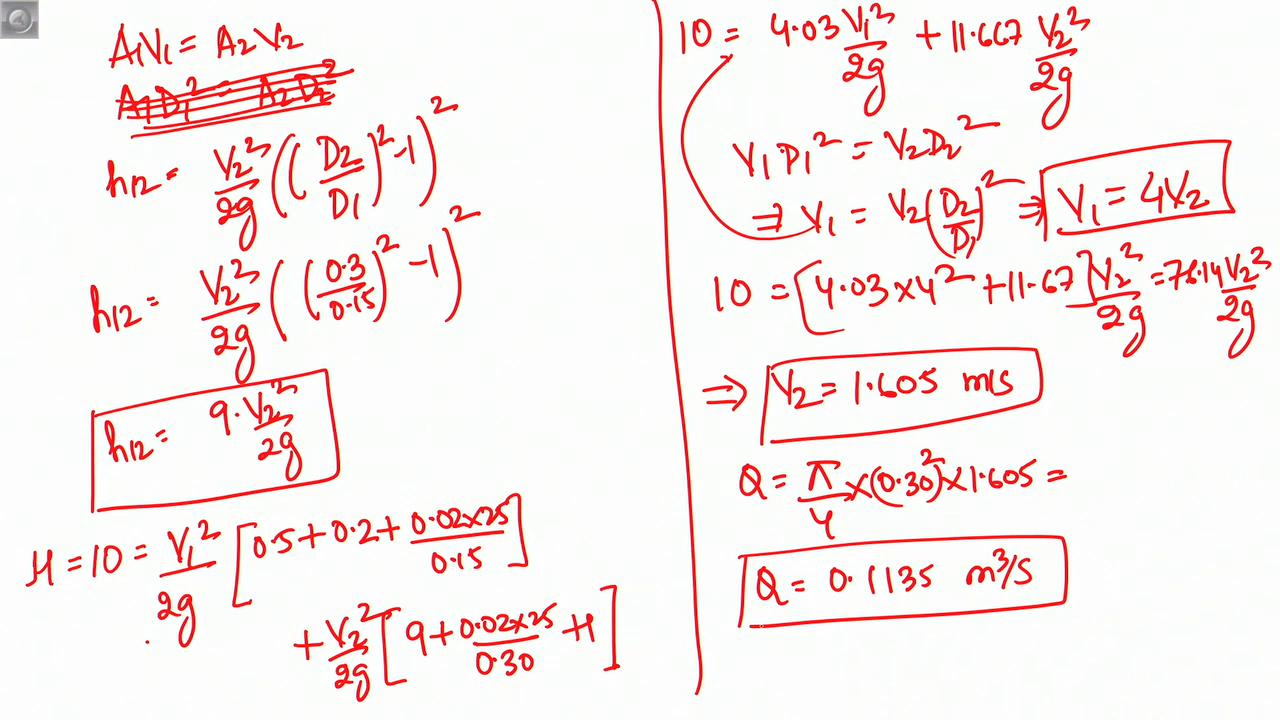 A₁V₁ = A₂V₂
A₁D₁² = A₂D₂²
h₁₂ = V₂²/2g ((D₂/D₁)² -1)²
h₁₂ = V₂²/2g ((0.3/0.15)² -1)²
h₁₂ = 9.V₂²/2g
H = 10 = V₁²/2g [0.5+0.2+ 0.02×25/0.15]
+ V₂²/2g [9+ 0.02×25/0.30 +1]
10 = 4.03 V₁²/2g + 11.667 V₂²/2g
V₁D₁² = V₂D₂²
⇒ V₁ = V₂(D₂/D₁)² ⇒ V₁ = 4V₂
10 = [4.03×4² +11.67] V₂²/2g = 76.14 V₂²/2g
⇒ V₂ = 1.605 m/s
Q = π/4 ×(0.30)²×1.605 =
Q = 0.1135 m³/s